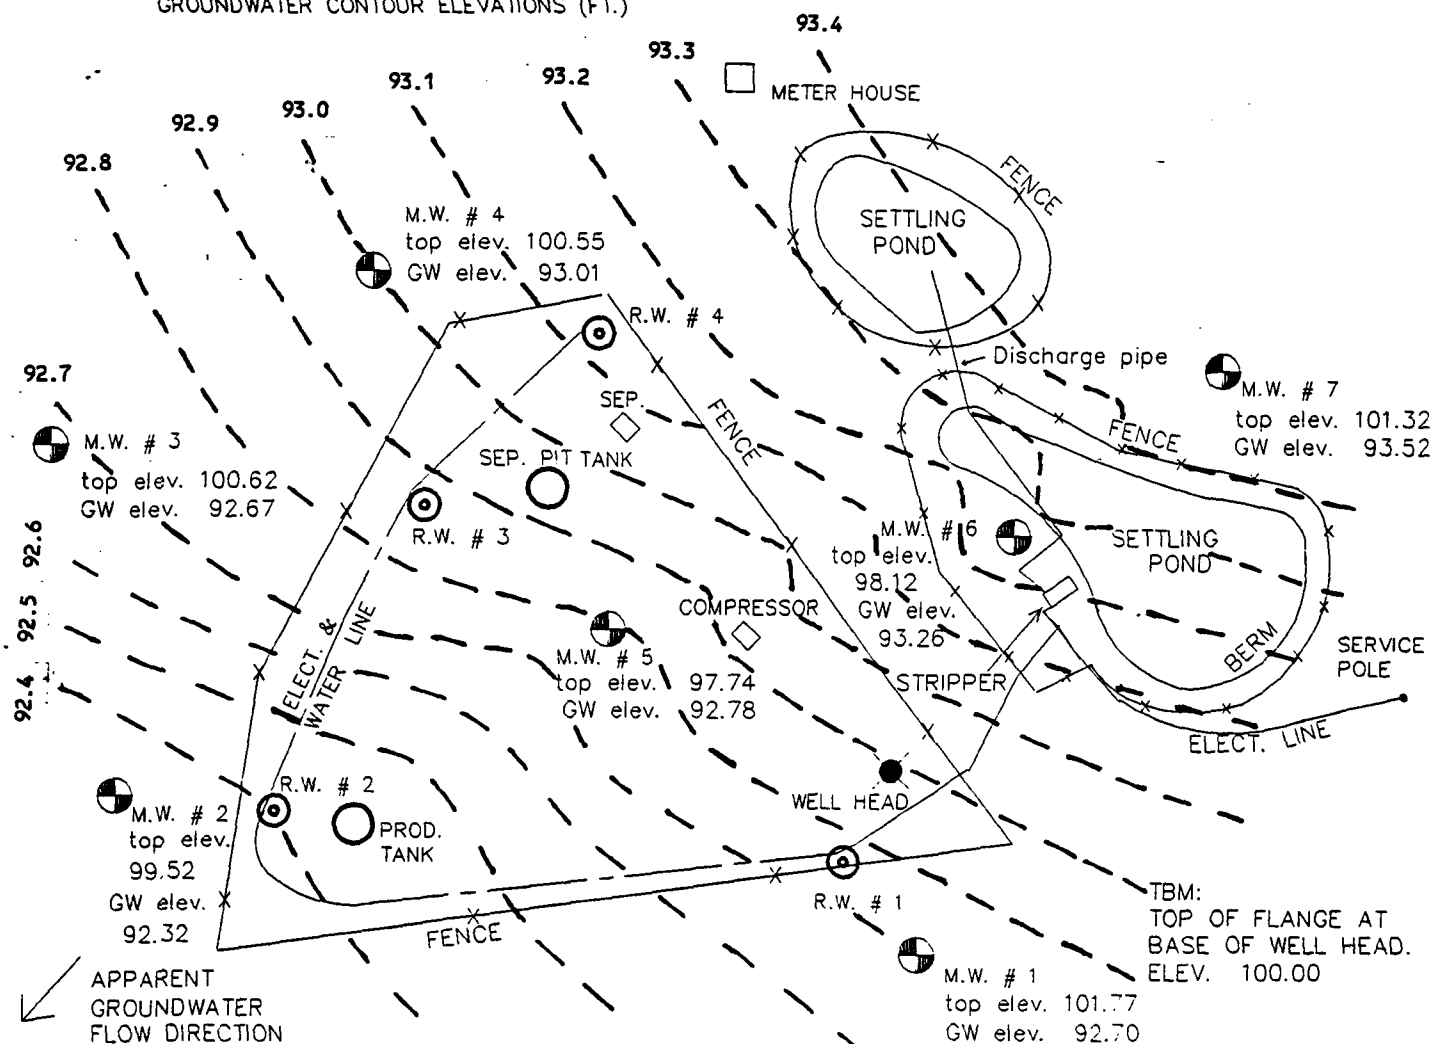 GROUNDWATER CONTOUR ELEVATIONS (FT.)
93.4
93.3
93.2
93.1
93.0
92.9
92.8
METER HOUSE
FENCE
SETTLING
POND
M.W. # 4
top elev. 100.55
GW elev. 93.01
R.W. # 4
Discharge pipe
92.7
M.W. # 7
top elev. 101.32
GW elev. 93.52
M.W. # 3
top elev. 100.62
GW elev. 92.67
SEP.
FENCE
FENCE
SEP. PIT TANK
R.W. # 3
M.W. # 6
top elev.
98.12
GW elev.
93.26
SETTLING
POND
92.6
92.5
92.4
COMPRESSOR
ELECT. &
WATER LINE
M.W. # 5
top elev. 97.74
GW elev. 92.78
STRIPPER
BERM
SERVICE
POLE
ELECT. LINE
R.W. # 2
WELL HEAD
M.W. # 2
top elev.
99.52
GW elev.
92.32
PROD.
TANK
R.W. # 1
FENCE
TBM:
TOP OF FLANGE AT
BASE OF WELL HEAD.
ELEV. 100.00
M.W. # 1
top elev. 101.77
GW elev. 92.70
APPARENT
GROUNDWATER
FLOW DIRECTION